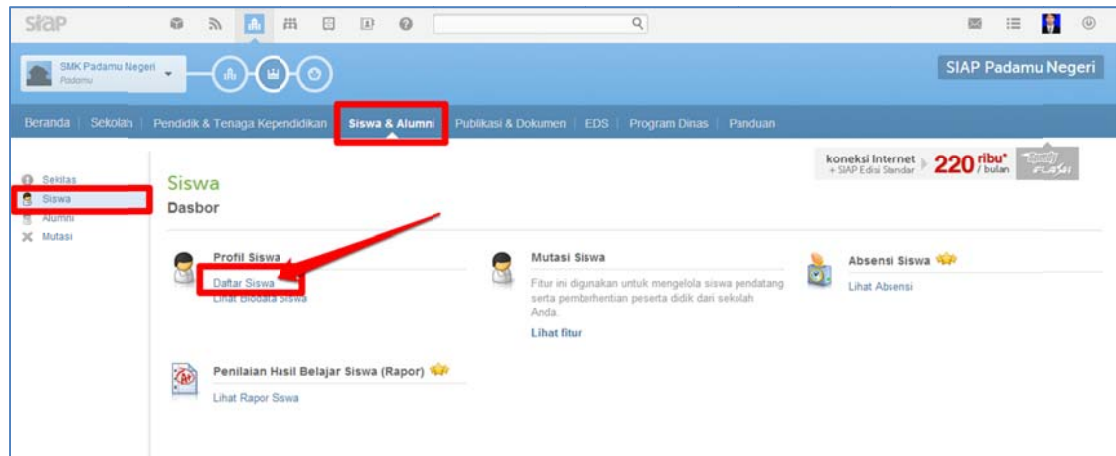 sıap
SMK Padamu Negeri
Padamu
SIAP Padamu Negeri
Beranda Sekolah Pendidik & Tenaga Kependidikan Siswa & Alumni Publikasi & Dokumen EDS Program Dinas Panduan
koneksi Internet 220 ribu*
+ SIAP Edisi Standar / bulan
Sekilas
Siswa
Alumni
Mutasi
Siswa
Dasbor
Profil Siswa
Daftar Siswa
Lihat Biodata Siswa
Mutasi Siswa
Fitur ini digunakan untuk mengelola siswa pendatang
serta pemberhentian peserta didik dari sekolah
Anda.
Lihat fitur
Absensi Siswa
Lihat Absensi
Penilaian Hasil Belajar Siswa (Rapor)
Lihat Rapor Siswa